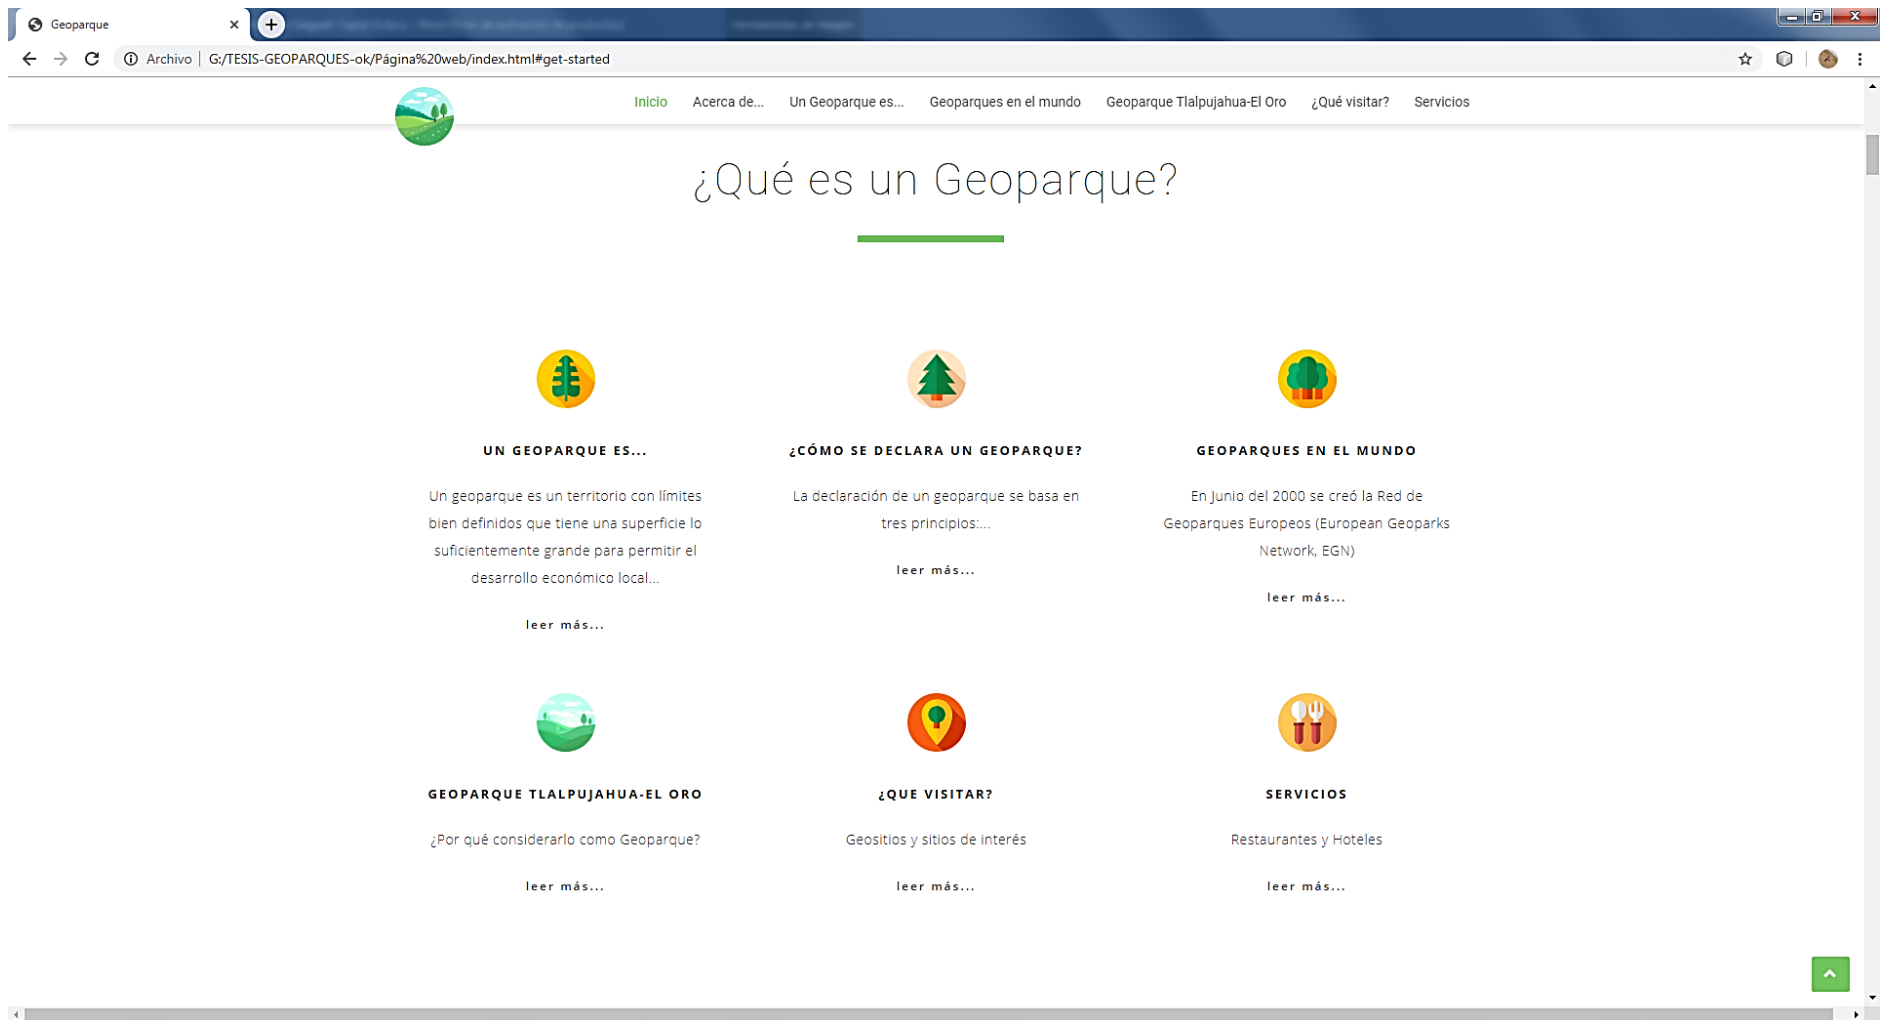 Geoparque
Archivo
G:/TESIS-GEOPARQUES-ok/Página%20web/index.html#get-started
Inicio
Acerca de...
Un Geoparque es...
Geoparques en el mundo
Geoparque Tlalpujahua-El Oro
¿Qué visitar?
Servicios
¿Qué es un Geoparque?
UN GEOPARQUE ES...
Un geoparque es un territorio con límites
bien definidos que tiene una superficie lo
suficientemente grande para permitir el
desarrollo económico local...
leer más...
¿CÓMO SE DECLARA UN GEOPARQUE?
La declaración de un geoparque se basa en
tres principios:...
leer más...
GEOPARQUES EN EL MUNDO
En Junio del 2000 se creó la Red de
Geoparques Europeos (European Geoparks
Network, EGN)
leer más...
GEOPARQUE TLALPUJAHUA-EL ORO
¿Por qué considerarlo como Geoparque?
leer más...
¿QUE VISITAR?
Geositios y sitios de interés
leer más...
SERVICIOS
Restaurantes y Hoteles
leer más...